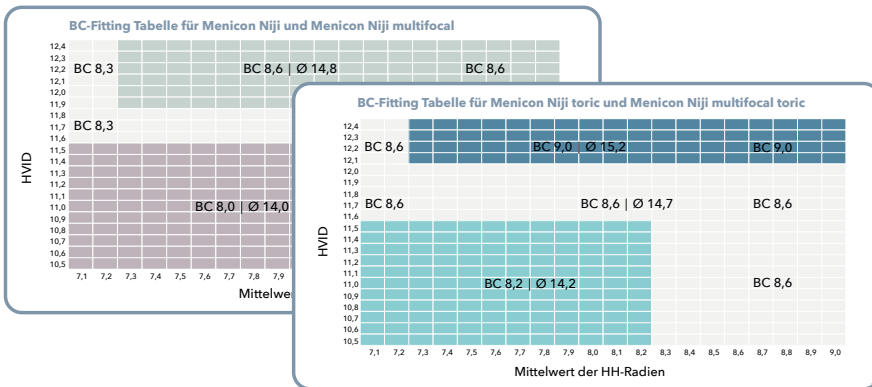 BC-Fitting Tabelle für Menicon Niji und Menicon Niji multifocal
12,4
12,3
12,2
12,1
12,0
11,9
11,8
11,7
11,6
11,5
11,4
11,3
11,2
11,1
11,0
10,9
10,8
10,7
10,6
10,5
HVID
BC 8,3
BC 8,6 | Ø 14,8
BC 8,6
BC 8,3
BC 8,0 | Ø 14,0
7,1 7,2 7,3 7,4 7,5 7,6 7,7 7,8 7,9
BC-Fitting Tabelle für Menicon Niji toric und Menicon Niji multifocal toric
12,4
12,3
12,2
12,1
12,0
11,9
11,8
11,7
11,6
11,5
11,4
11,3
11,2
11,0
10,9
10,8
10,7
10,6
10,5
HVID
BC 8,6
BC 9,0 | Ø 15,2
BC 9,0
BC 8,6
BC 8,6 | Ø 14,7
BC 8,6
BC 8,2 | Ø 14,2
BC 8,6
7,1 7,2 7,3 7,4 7,5 7,6 7,7 7,8 7,9 8,0 8,1 8,2 8,3 8,4 8,5 8,6 8,7 8,8 8,9 9,0
Mittelwert der HH-Radien